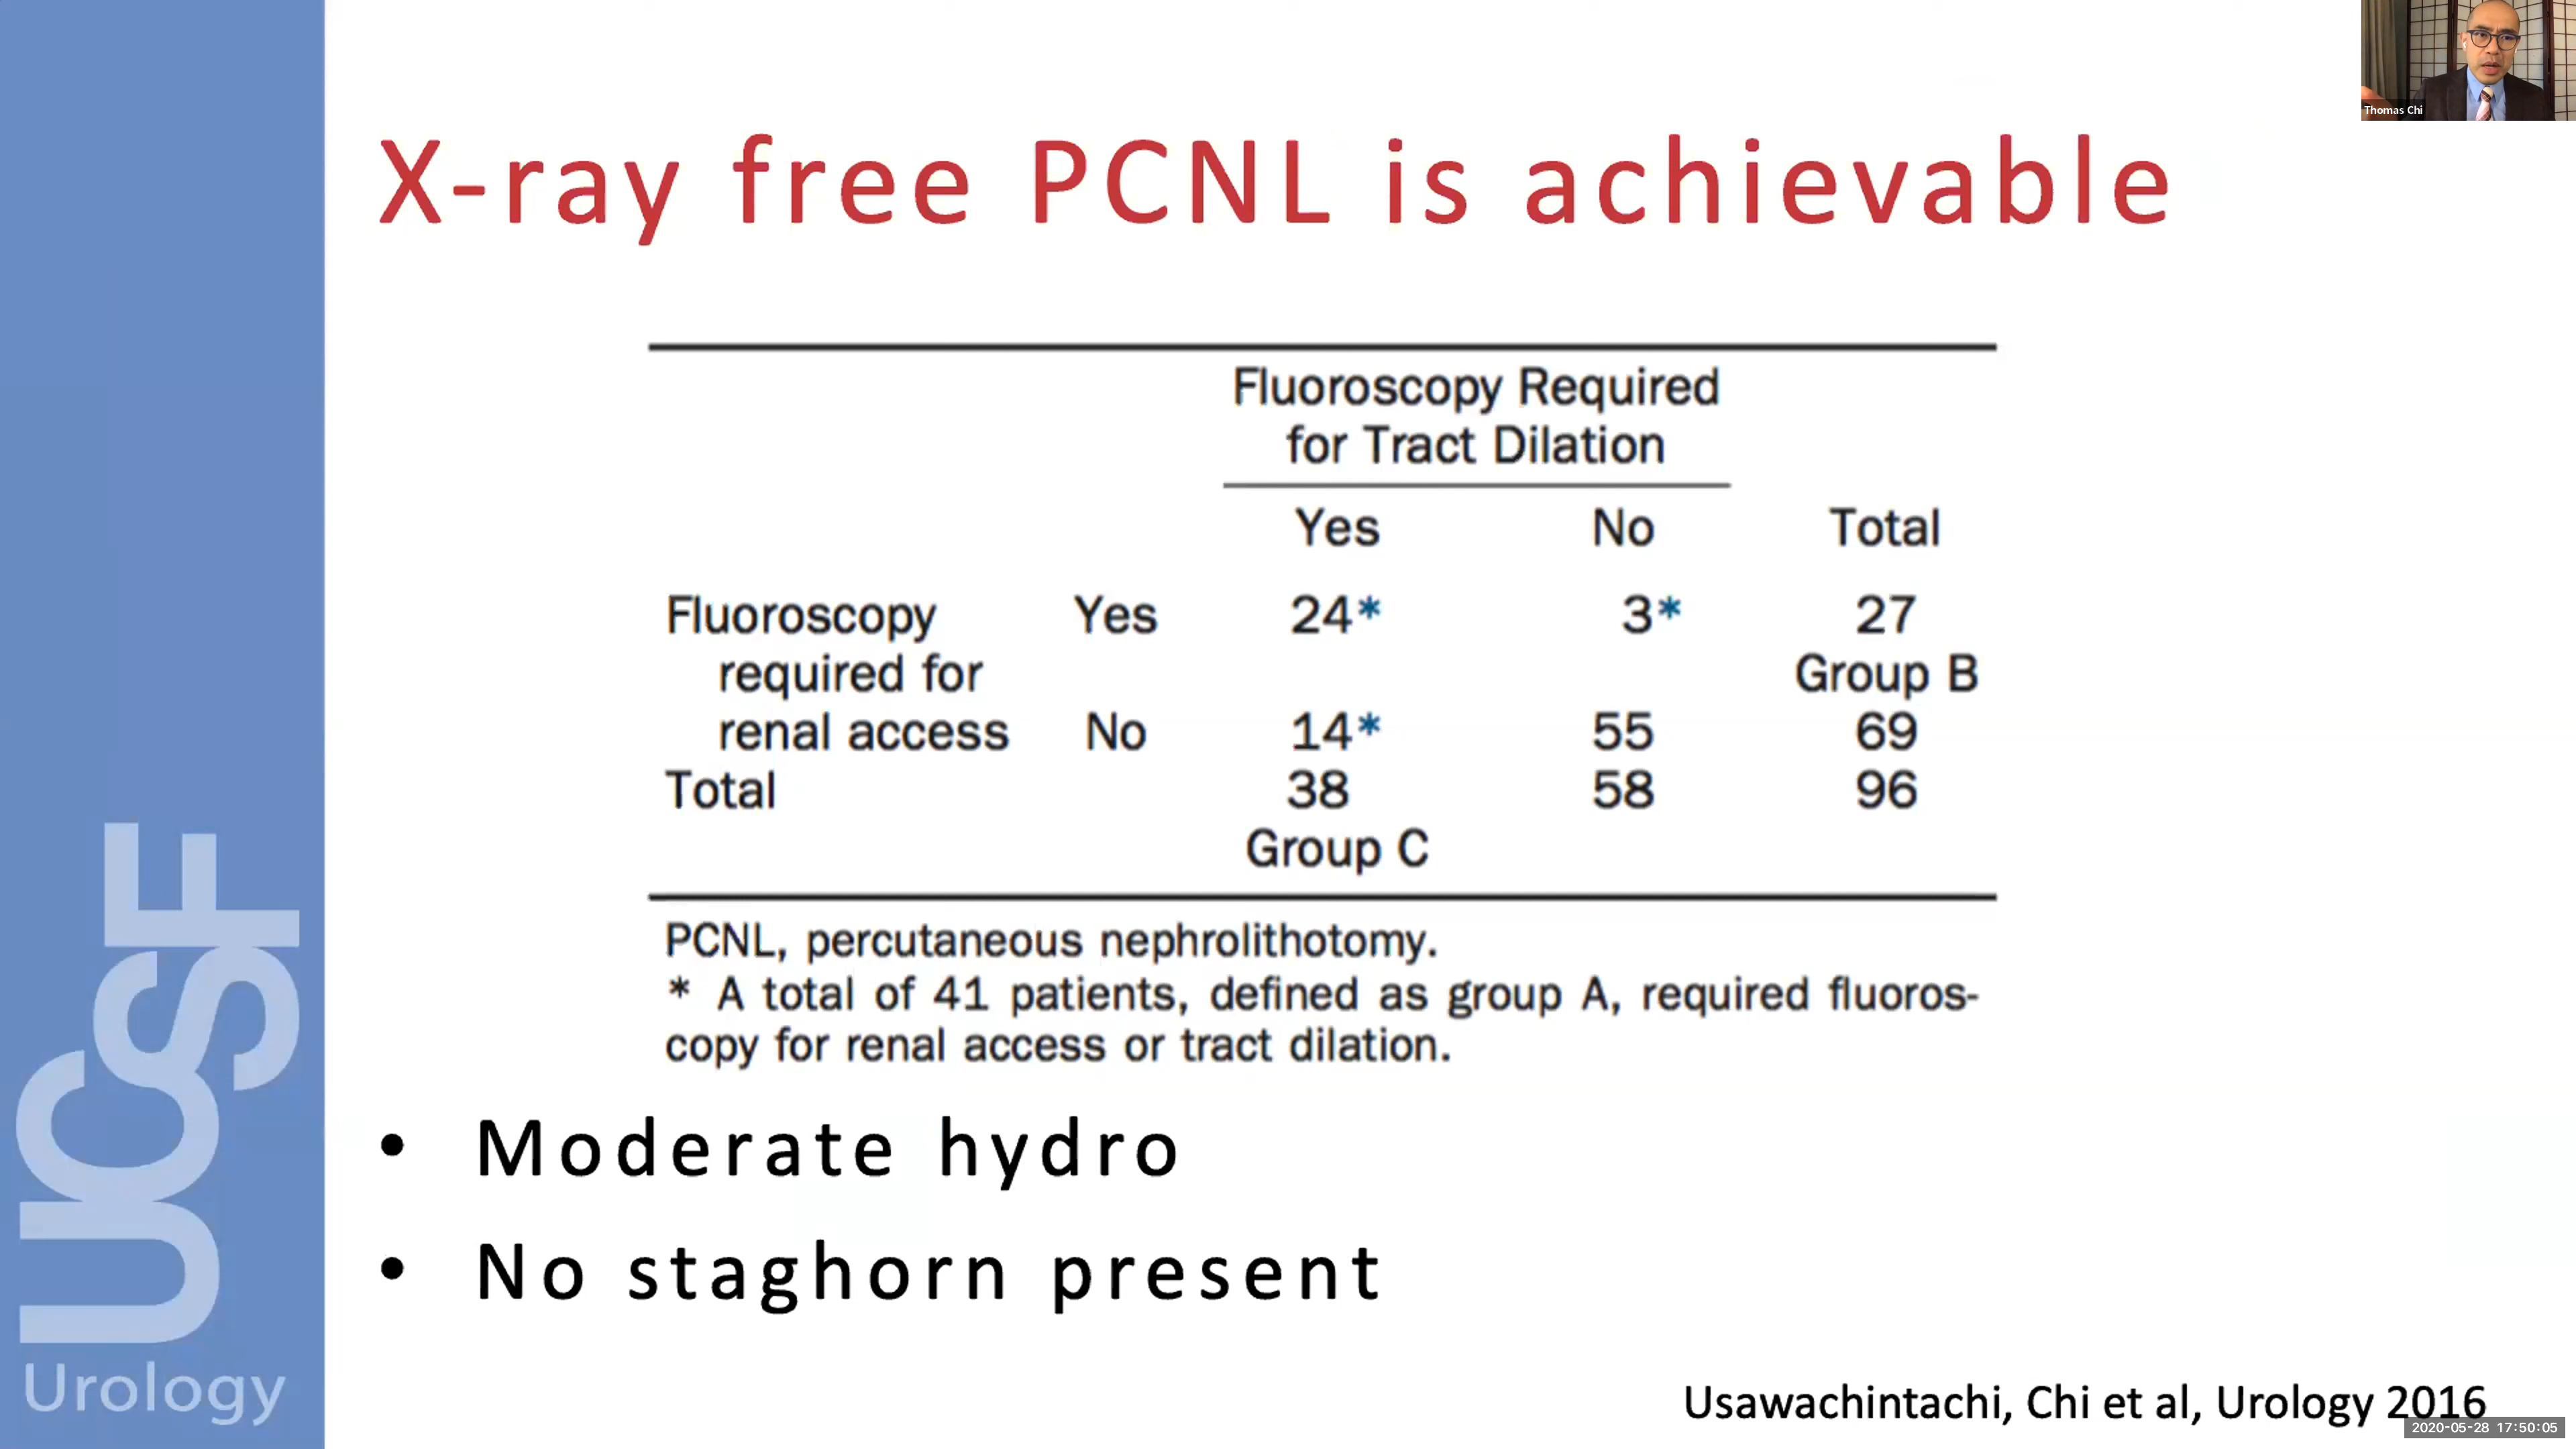 Thomas Chi
X-ray free PCNL is achievable
Fluoroscopy Required
for Tract Dilation
Yes No Total
Fluoroscopy Yes 24* 3* 27
required for Group B
renal access No 14* 55 69
Total 38 58 96
Group C
PCNL, percutaneous nephrolithotomy.
* A total of 41 patients, defined as group A, required fluoros-
copy for renal access or tract dilation.
• Moderate hydro
• No staghorn present
UCSF
Urology
Usawachintachi, Chi et al, Urology 2016
2020-05-28 17:50:05